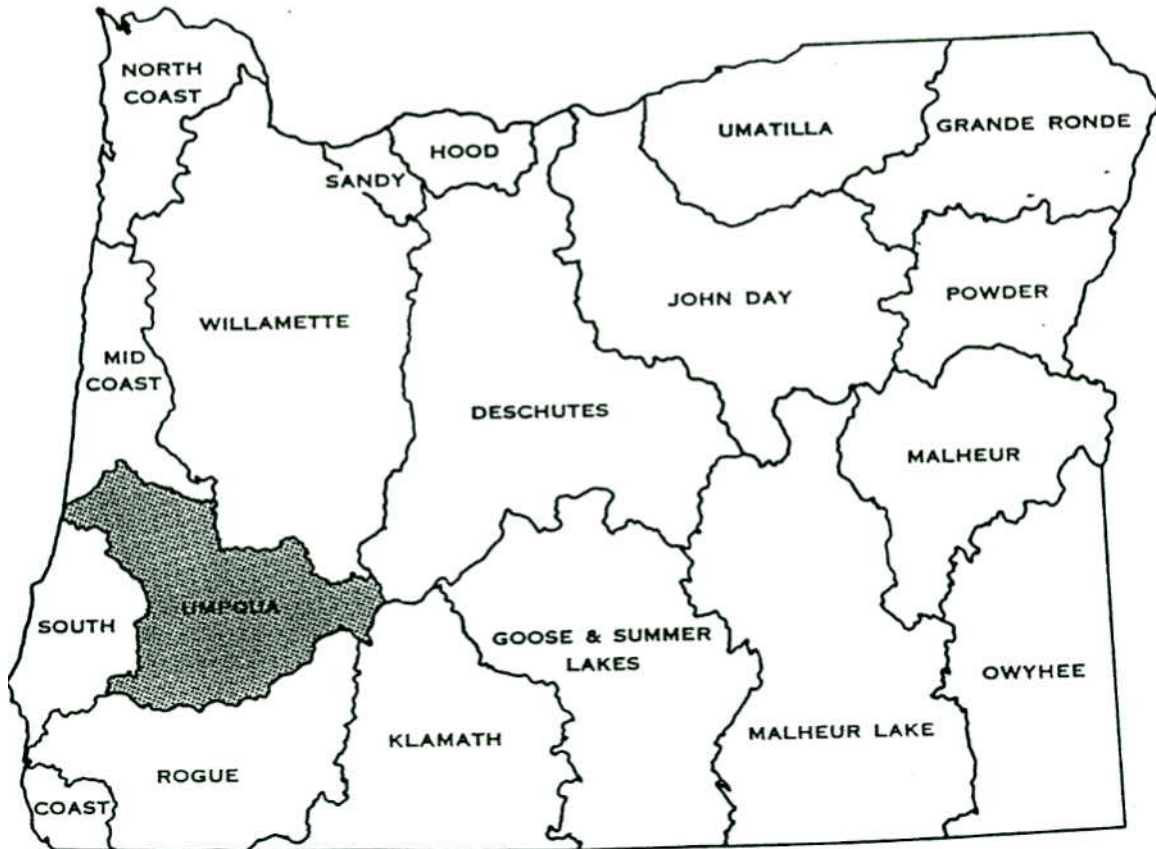 NORTH
COAST
UMATILLA
GRANDE RONDE
HOOD
SANDY
JOHN DAY
POWDER
WILLAMETTE
MID
COAST
DESCHUTES
MALHEUR
UMPQUA
SOUTH
GOOSE & SUMMER
LAKES
OWYHEE
KLAMATH
MALHEUR LAKE
ROGUE
COAST